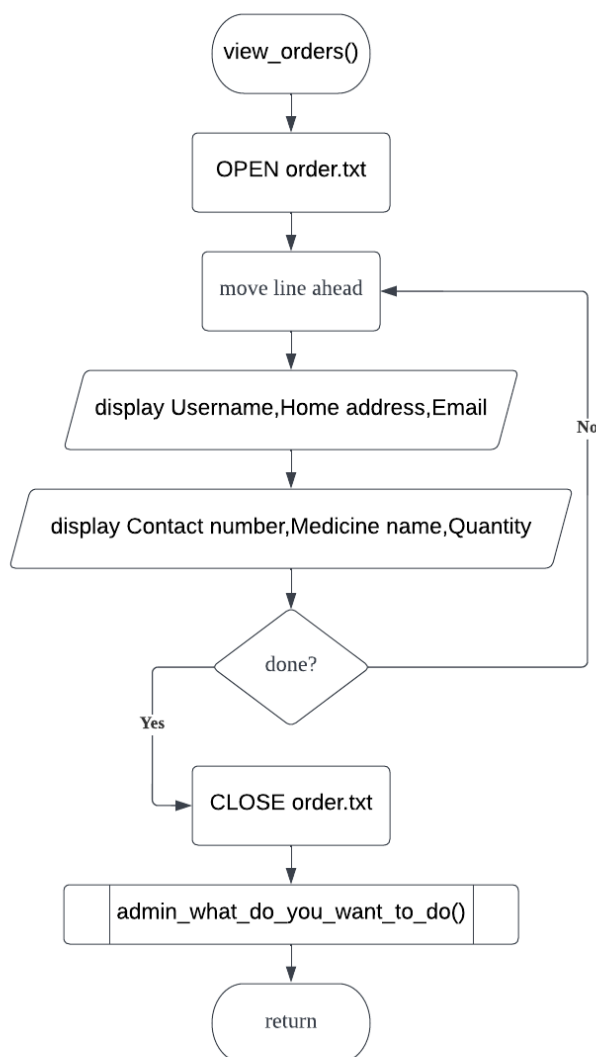 view_orders()
OPEN order.txt
move line ahead
display Username,Home address,Email
No
display Contact number,Medicine name,Quantity
done?
Yes
CLOSE order.txt
admin_what_do_you_want_to_do()
return